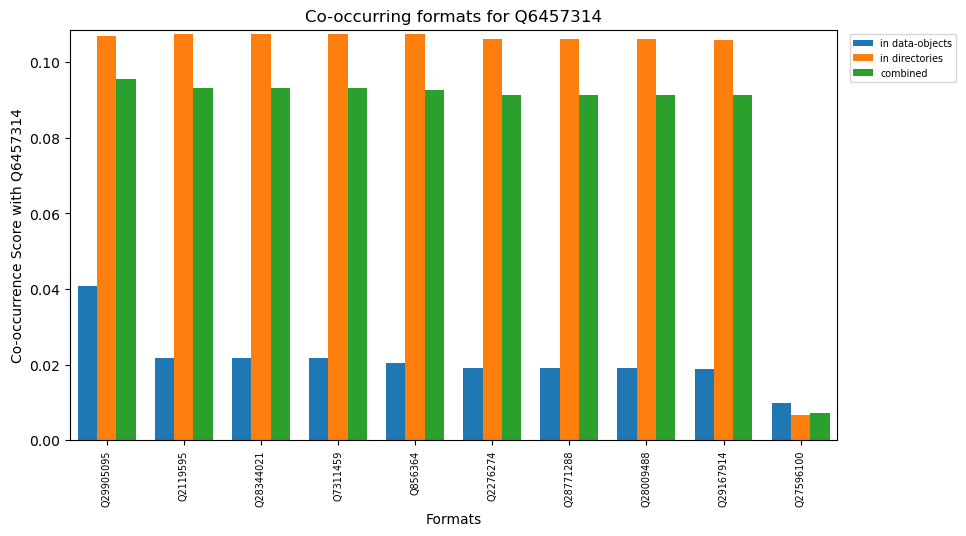 Co-occurring formats for Q6457314
in data-objects
in directories
combined
Co-occurrence Score with Q6457314
0.10
0.08
0.06
0.04
0.02
0.00
Q29905095
Q2119595
Q28344021
Q7311459
Q856364
Q2276274
Q28771288
Q28009488
Q29167914
Q27596100
Formats